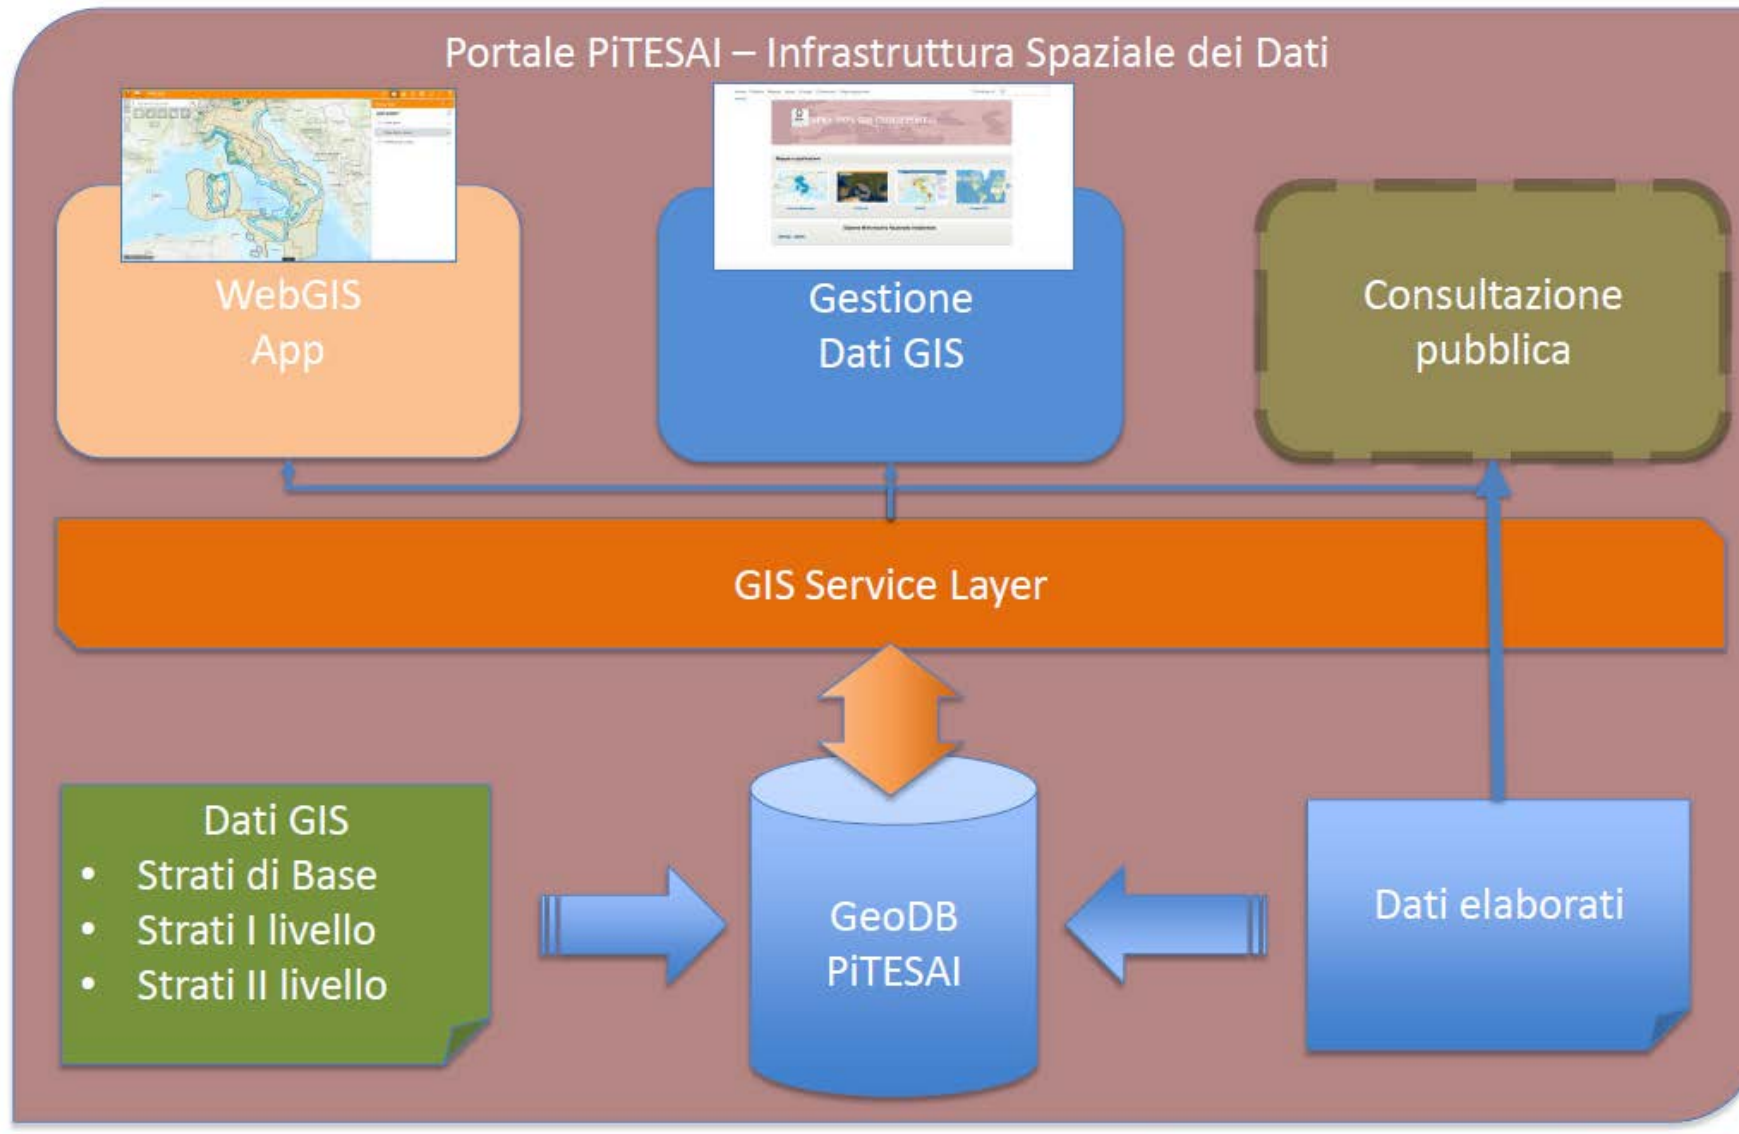 Portale PiTESAI – Infrastruttura Spaziale dei Dati
WebGIS
App
Gestione
Dati GIS
Consultazione
pubblica
GIS Service Layer
Dati GIS
• Strati di Base
• Strati I livello
• Strati II livello
GeoDB
PiTESAI
Dati elaborati